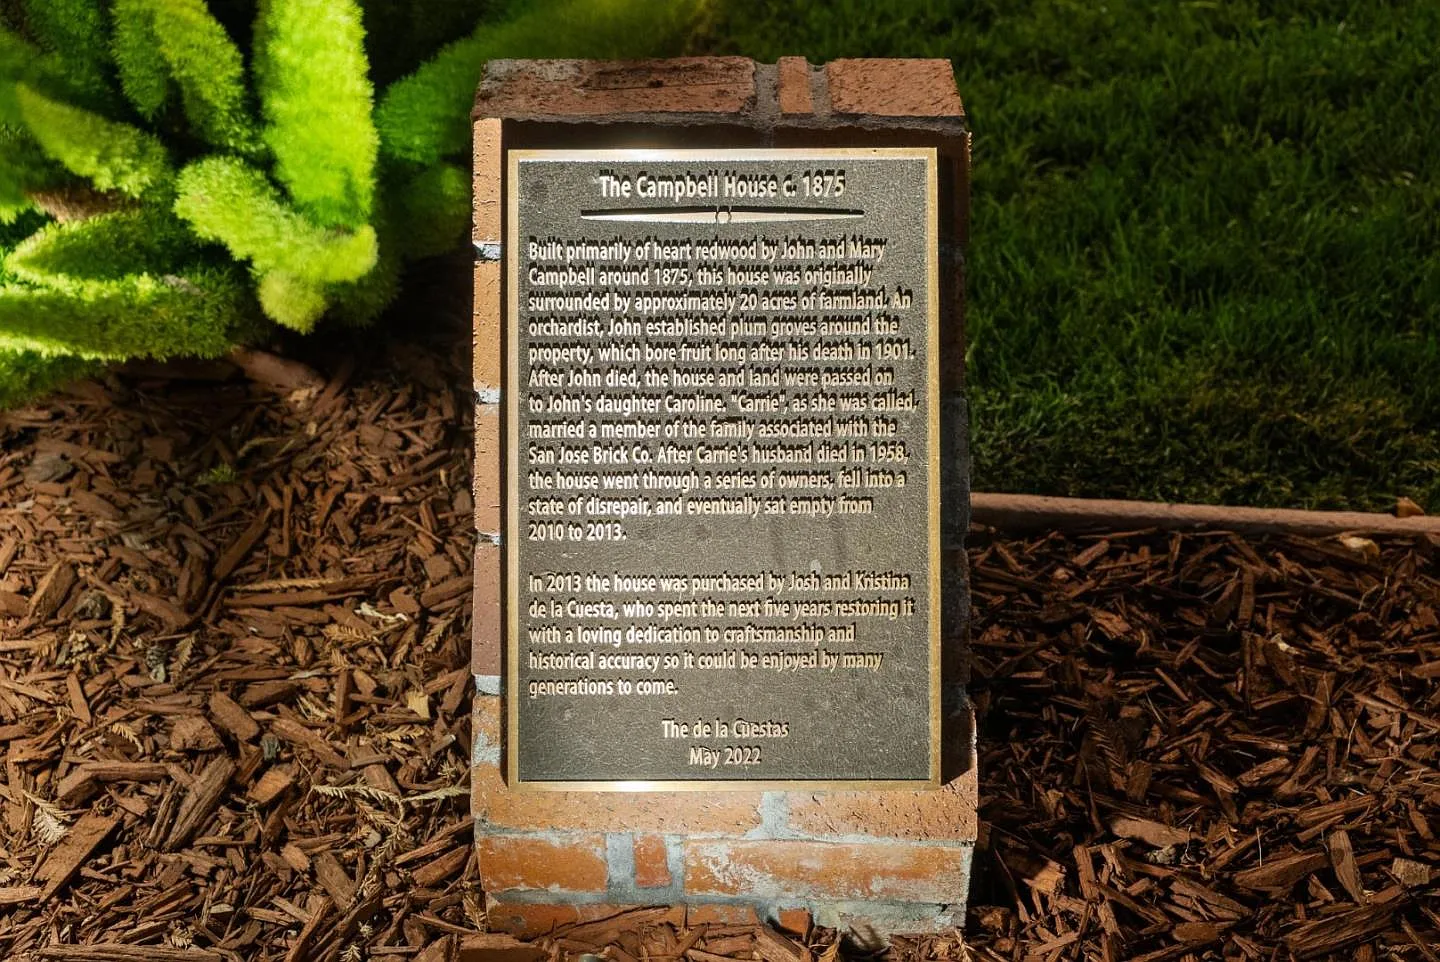 The Campbell House c. 1875
Built primarily of heart redwood by John and Mary
Campbell around 1875, this house was originally
surrounded by approximately 20 acres of farmland. An
orchardist, John established plum groves around the
property, which bore fruit long after his death in 1901.
After John died, the house and land were passed on
to John's daughter Caroline. "Carrie", as she was called,
married a member of the family associated with the
San Jose Brick Co. After Carrie's husband died in 1958,
the house went through a series of owners, fell into a
state of disrepair, and eventually sat empty from
2010 to 2013.
In 2013 the house was purchased by Josh and Kristina
de la Cuesta, who spent the next five years restoring it
with a loving dedication to craftsmanship and
historical accuracy so it could be enjoyed by many
generations to come.
The de la Cuestas
May 2022